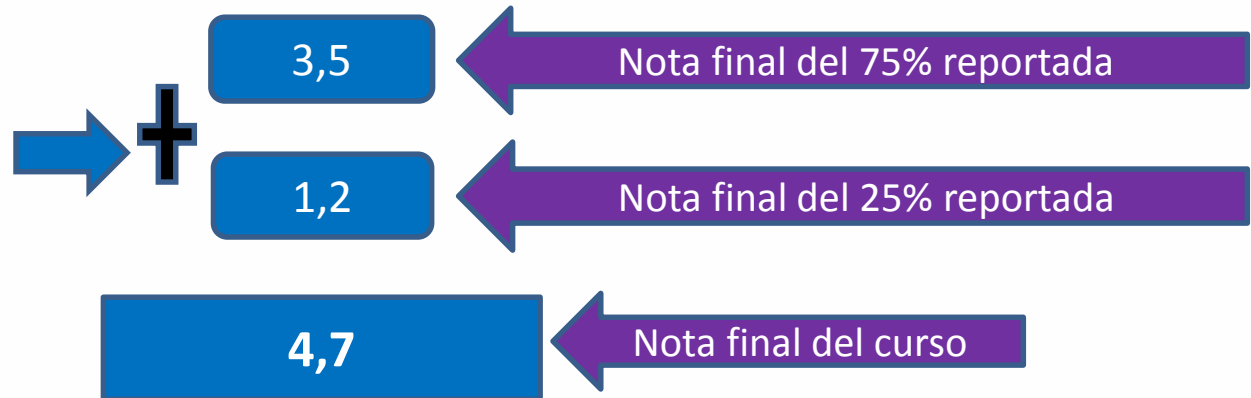 3,5 Nota final del 75% reportada
1,2 Nota final del 25% reportada
4,7 Nota final del curso